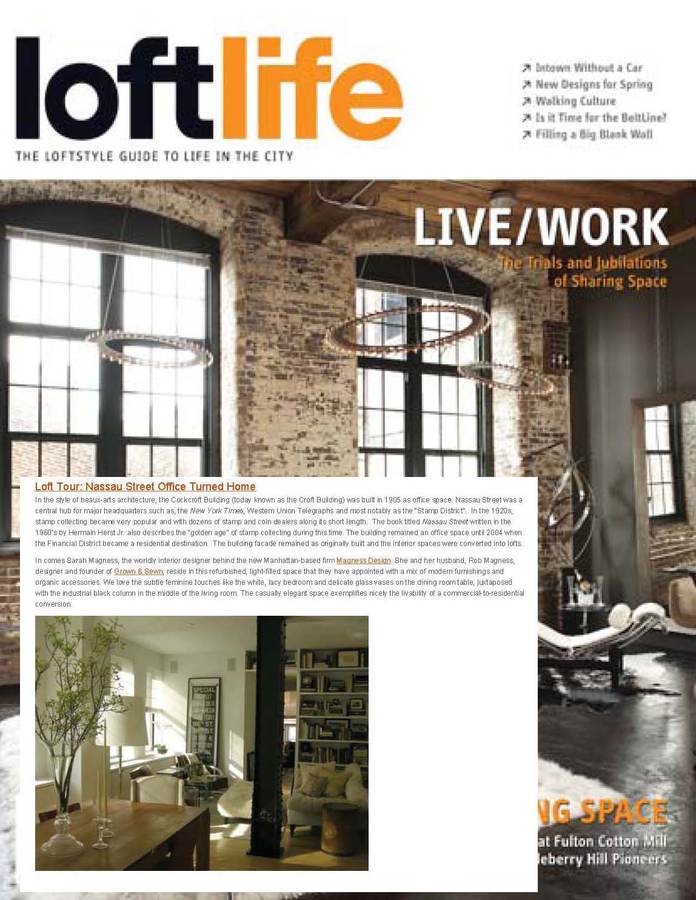 loftlife
THE LOFTSTYLE GUIDE TO LIFE IN THE CITY
↗ Intown Without a Car
↗ New Designs for Spring
↗ Walking Culture
↗ Is it Time for the BeltLine?
↗ Filling a Big Blank Wall
LIVE/WORK
The Trials and Jubilations
of Sharing Space
Loft Tour: Nassau Street Office Turned Home
In the style of beaux-arts architecture, the Cockcroft Building (today known as the Croft Building) was built in 1905 as office space. Nassau Street was a
central hub for major headquarters such as, the New York Times, Western Union Telegraphs and most notably as the "Stamp District". In the 1920s,
stamp collecting became very popular and with dozens of stamp and coin dealers along its short length. The book titled Nassau Street written in the
1960's by Hermain Herst Jr. also describes the "golden age" of stamp collecting during this time. The building remained an office space until 2004 when
the Financial District became a residential destination. The building facade remained as originally built and the interior spaces were converted into lofts.
In comes Sarah Magness, the worldly interior designer behind the new Manhattan-based firm Magness Design. She and her husband, Rob Magness,
designer and founder of Grown & Sewn, reside in this refurbished, light-filled space that they have appointed with a mix of modern furnishings and
organic accessories. We love the subtle feminine touches like the white, lacy bedroom and delicate glass vases on the dining room table, juxtaposed
with the industrial black column in the middle of the living room. The casually elegant space exemplifies nicely the livability of a commercial-to-residential
conversion.
SPECIAL
NG SPACE
at Fulton Cotton Mill
leberry Hill Pioneers